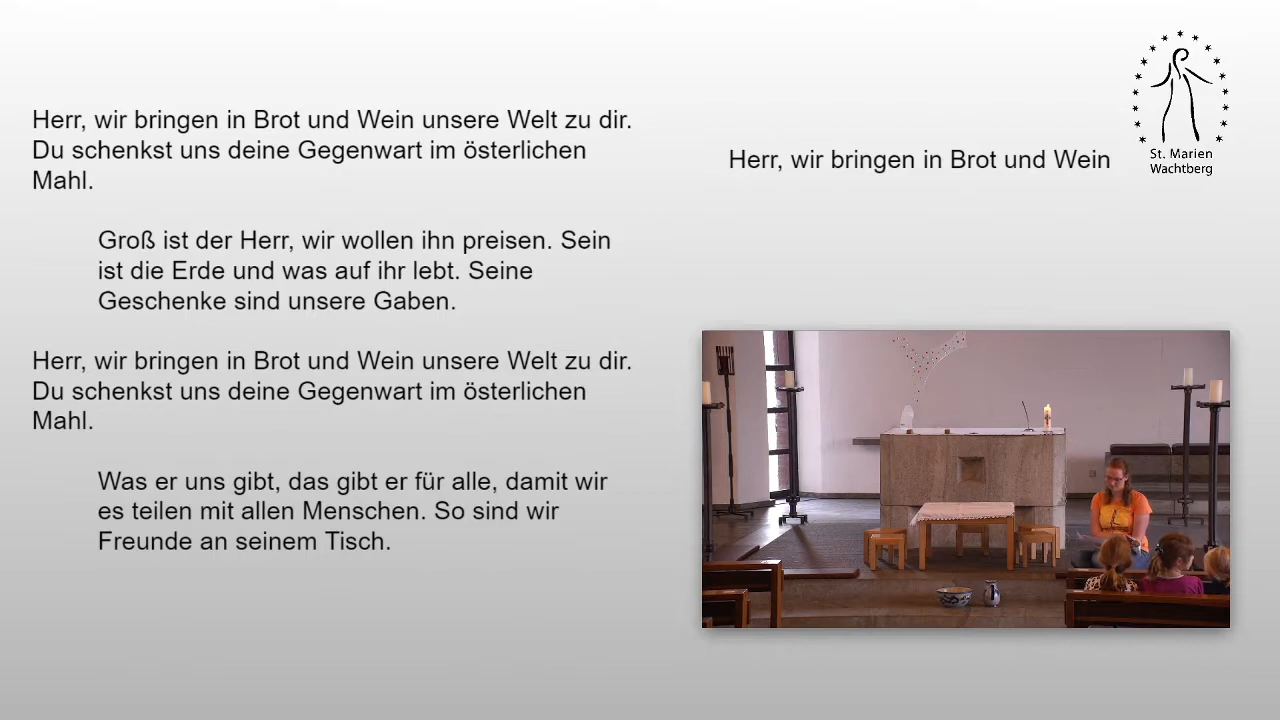 Herr, wir bringen in Brot und Wein unsere Welt zu dir.
Du schenkst uns deine Gegenwart im österlichen
Mahl.
Groß ist der Herr, wir wollen ihn preisen. Sein
ist die Erde und was auf ihr lebt. Seine
Geschenke sind unsere Gaben.
Herr, wir bringen in Brot und Wein unsere Welt zu dir.
Du schenkst uns deine Gegenwart im österlichen
Mahl.
Was er uns gibt, das gibt er für alle, damit wir
es teilen mit allen Menschen. So sind wir
Freunde an seinem Tisch.
Herr, wir bringen in Brot und Wein
St. Marien
Wachtberg